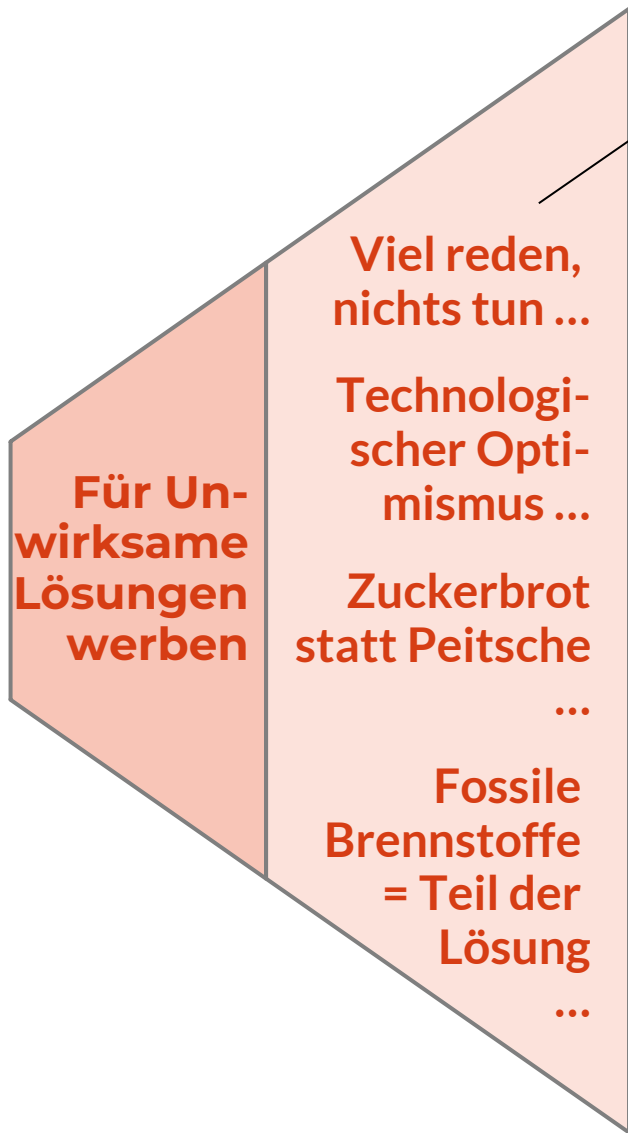 Für Un-
wirksame
Lösungen
werben
Viel reden,
nichts tun ...
Technologi-
scher Opti-
mismus ...
Zuckerbrot
statt Peitsche
...
Fossile
Brennstoffe
= Teil der
Lösung
...